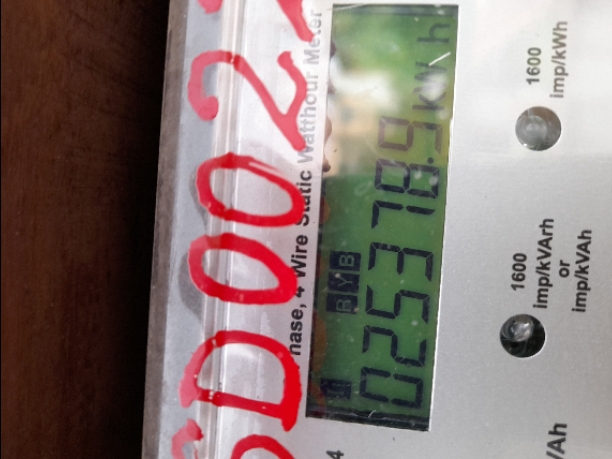 SD002
hase, 4 Wire Static Watthour Meter
R Y B
025378.9 kWh
1600
imp/kWh
1600
imp/kVArh
or
imp/kVAh
/Ah